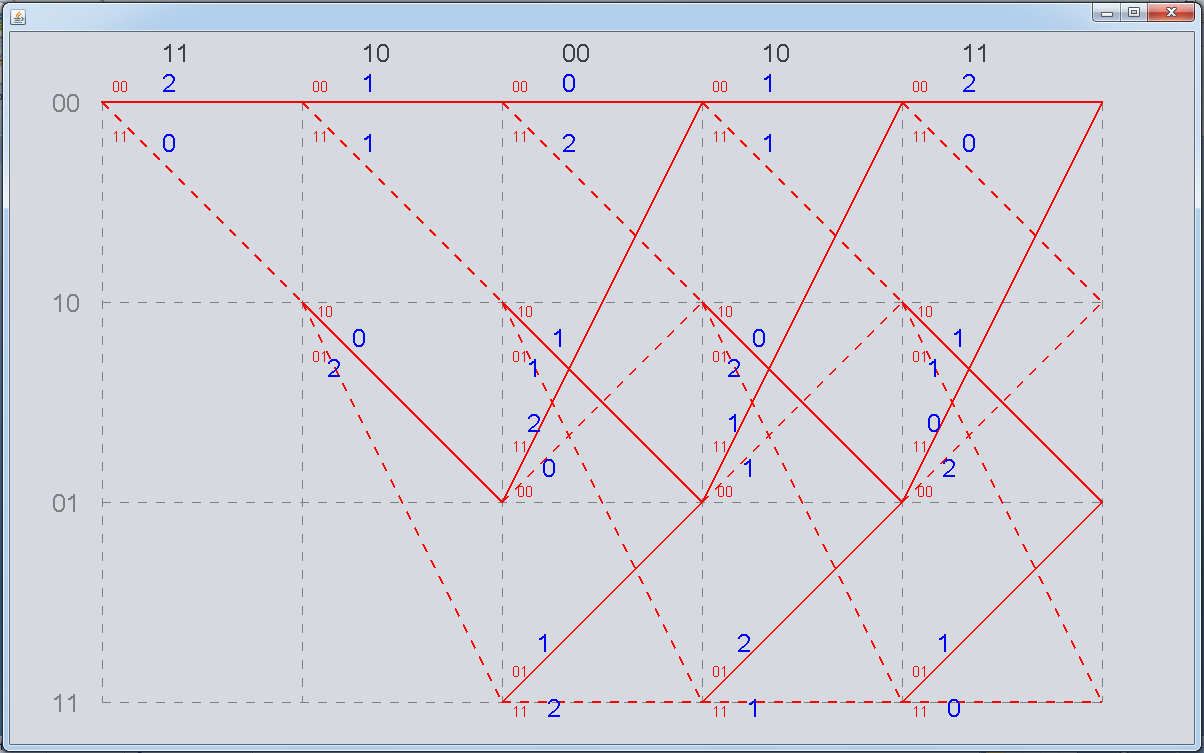 11 10 00 10 11
00 2 00 1 00 0 00 1 00 2
00
11 0 11 1 11 2 11 1 11 0
10
10 10 10 10
0 1 0 1
01 01 01 01
2 1 2 1
2 1 0
11 11 11
0 1 2
00 00 00
01
1 2 1
01 01 01
11
11 2 11 1 11 0